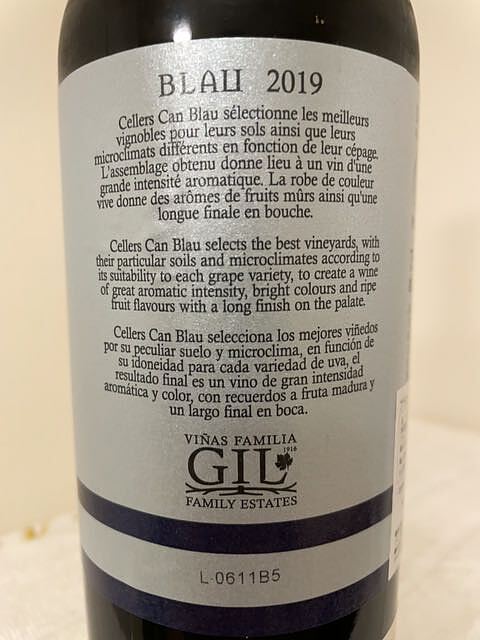 BLAU 2019
Cellers Can Blau sélectionne les meilleurs
vignobles pour leurs sols ainsi que leurs
microclimats différents en fonction de leur cépage.
L'assemblage obtenu donne lieu à un vin d'une
grande intensité aromatique. La robe de couleur
vive donne des arômes de fruits mûrs ainsi qu'une
longue finale en bouche.
Cellers Can Blau selects the best vineyards, with
their particular soils and microclimates according to
its suitability to each grape variety, to create a wine
of great aromatic intensity, bright colours and ripe
fruit flavours with a long finish on the palate.
Cellers Can Blau selecciona los mejores viñedos
por su peculiar suelo y microclima, en función de
su idoneidad para cada variedad de uva, el
resultado final es un vino de gran intensidad
aromática y color, con recuerdos a fruta madura y
un largo final en boca.
VIÑAS FAMILIA
GIL 1916
FAMILY ESTATES
L-0611B5